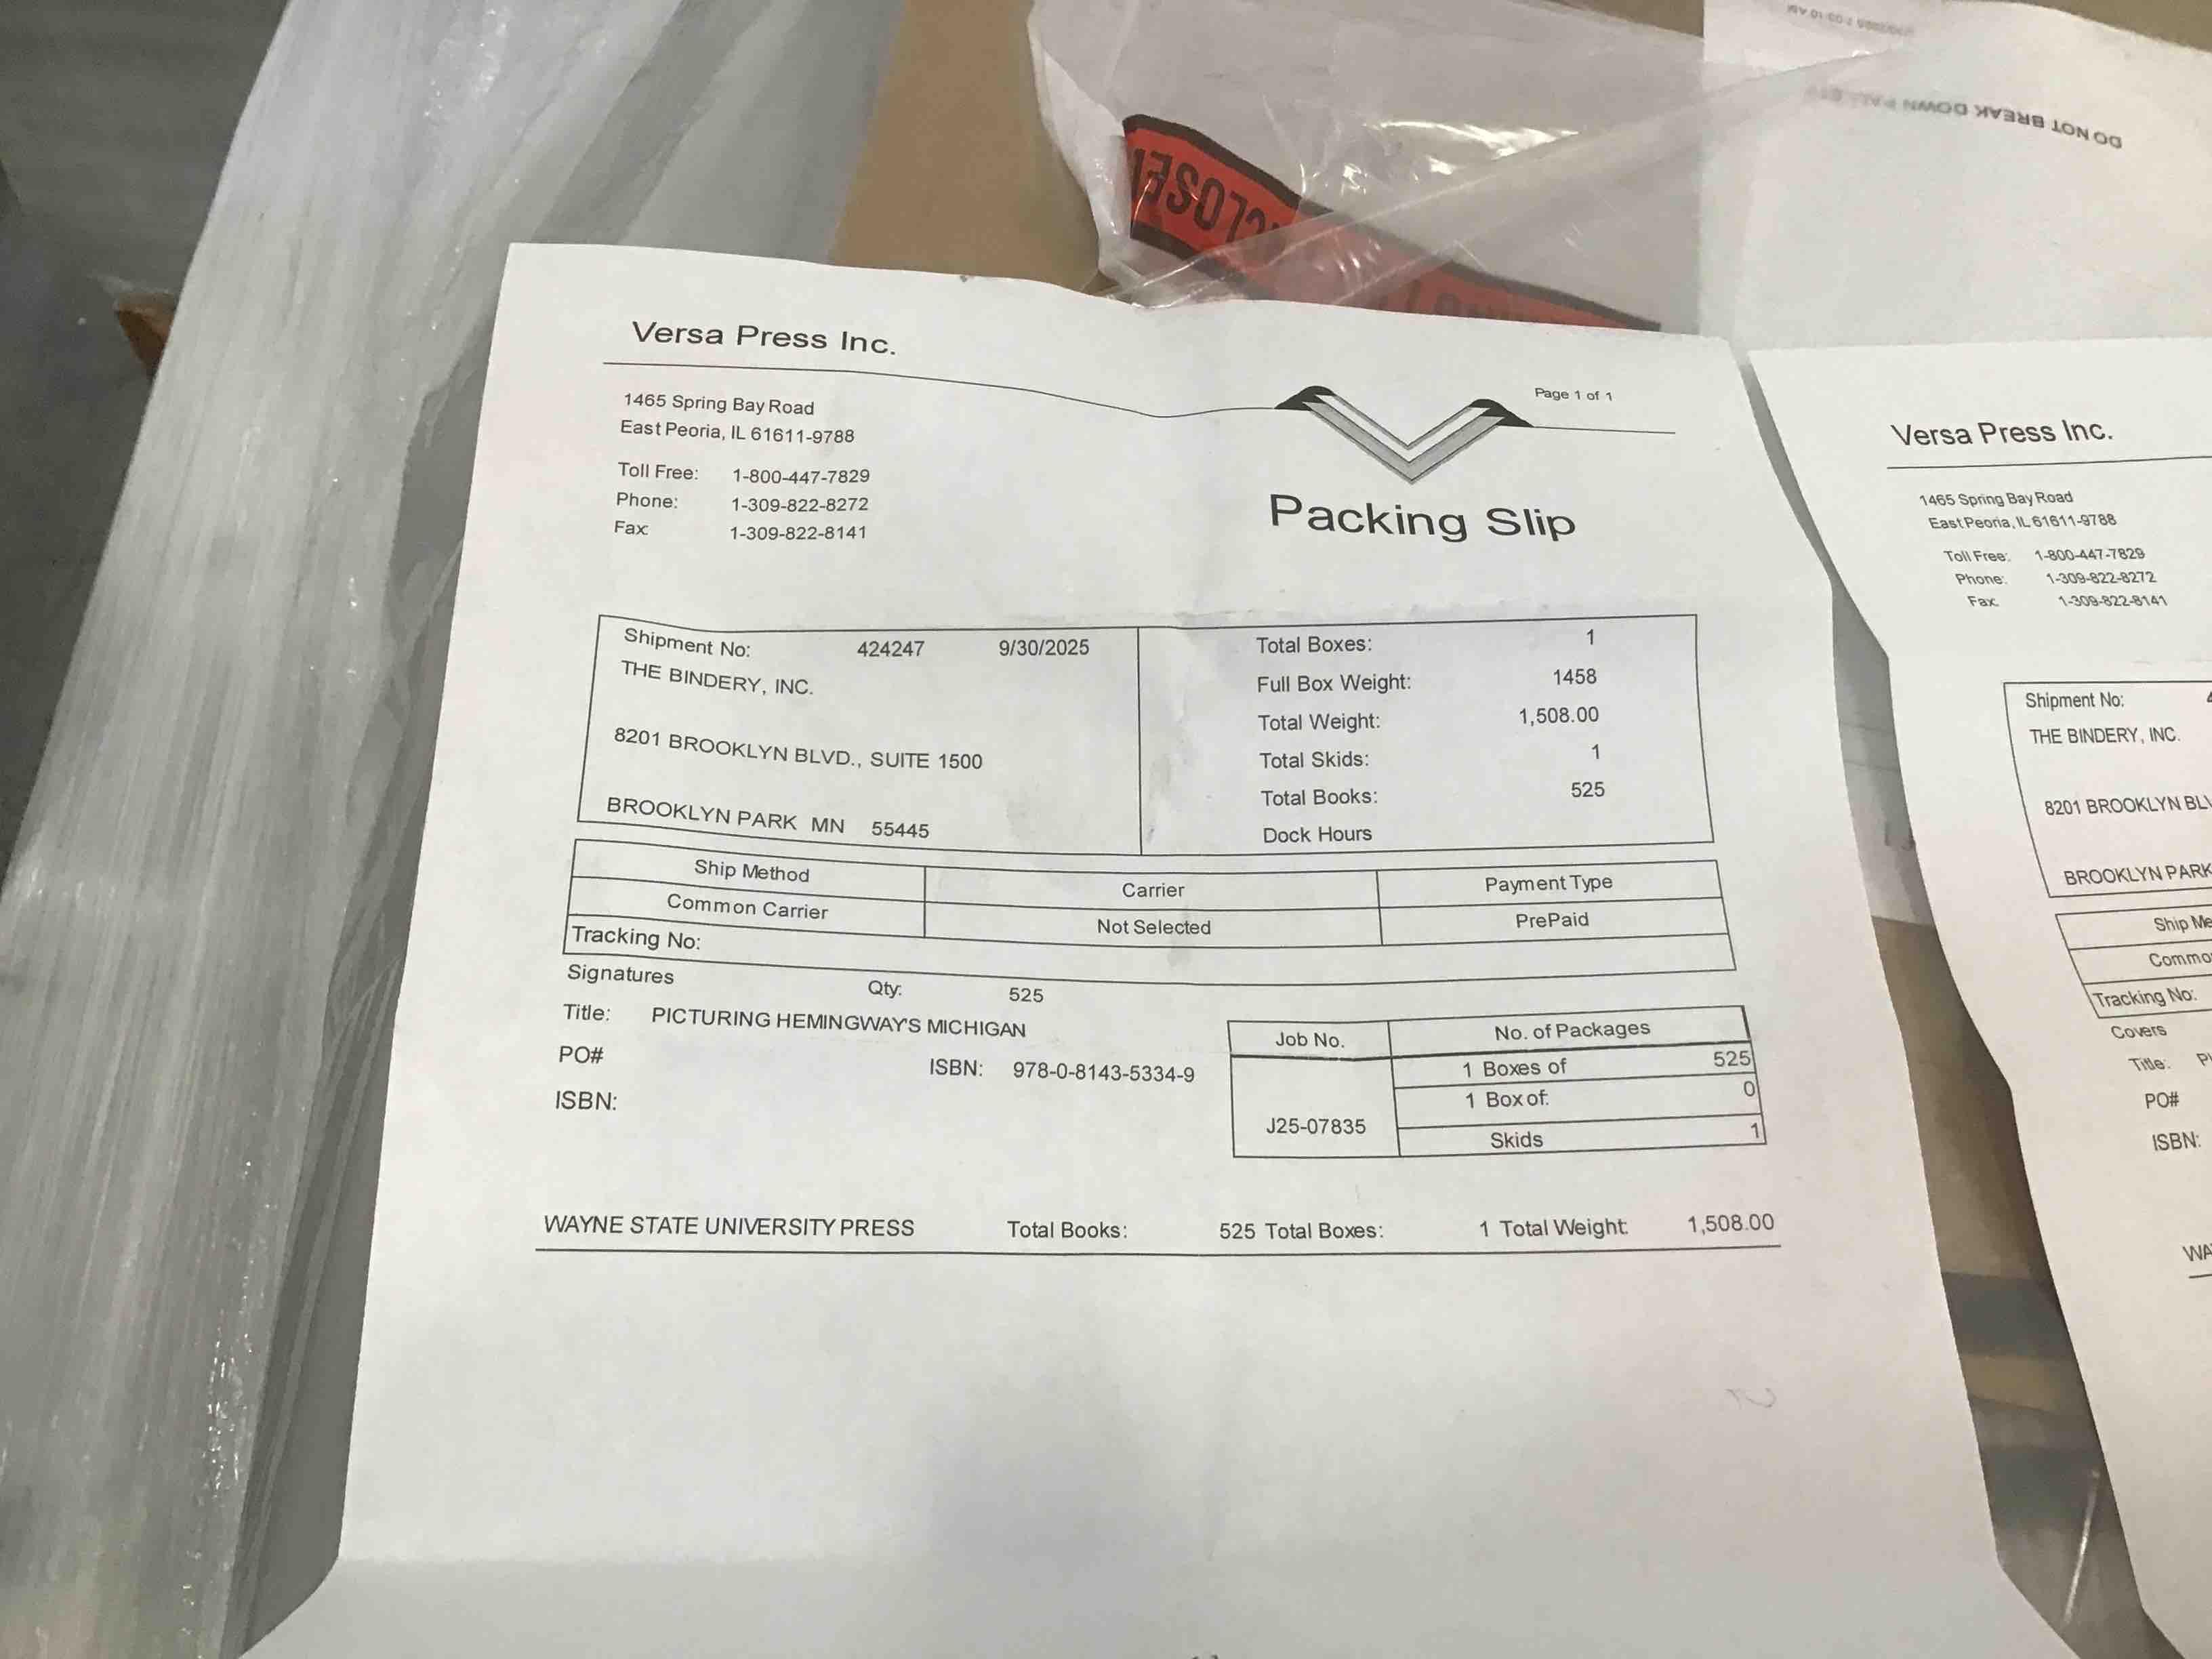 DO NOT BREAK DOWN
Versa Press Inc.
Page 1 of 1
1465 Spring Bay Road
East Peoria, IL 61611-9788
Toll Free: 1-800-447-7829
Phone: 1-309-822-8272
Fax: 1-309-822-8141
Packing Slip
Shipment No: 424247 9/30/2025
THE BINDERY, INC.
8201 BROOKLYN BLVD., SUITE 1500
BROOKLYN PARK MN 55445
Total Boxes: 1
Full Box Weight: 1458
Total Weight: 1,508.00
Total Skids: 1
Total Books: 525
Dock Hours
Ship Method Carrier Payment Type
Common Carrier Not Selected PrePaid
Tracking No:
Signatures Qty: 525
Title: PICTURING HEMINGWAY'S MICHIGAN
PO# ISBN: 978-0-8143-5334-9
ISBN:
Job No. No. of Packages
J25-07835
1 Boxes of 525
1 Box of: 0
Skids 1
WAYNE STATE UNIVERSITY PRESS Total Books: 525 Total Boxes: 1 Total Weight: 1,508.00
Versa Press Inc.
1465 Spring Bay Road
East Peoria, IL 61611-9788
Toll Free: 1-800-447-7829
Phone: 1-309-822-8272
Fax: 1-309-822-8141
Shipment No:
THE BINDERY, INC.
8201 BROOKLYN
BROOKLYN PARK
Ship
Tracking No:
Covers
Title:
PO#
ISBN: